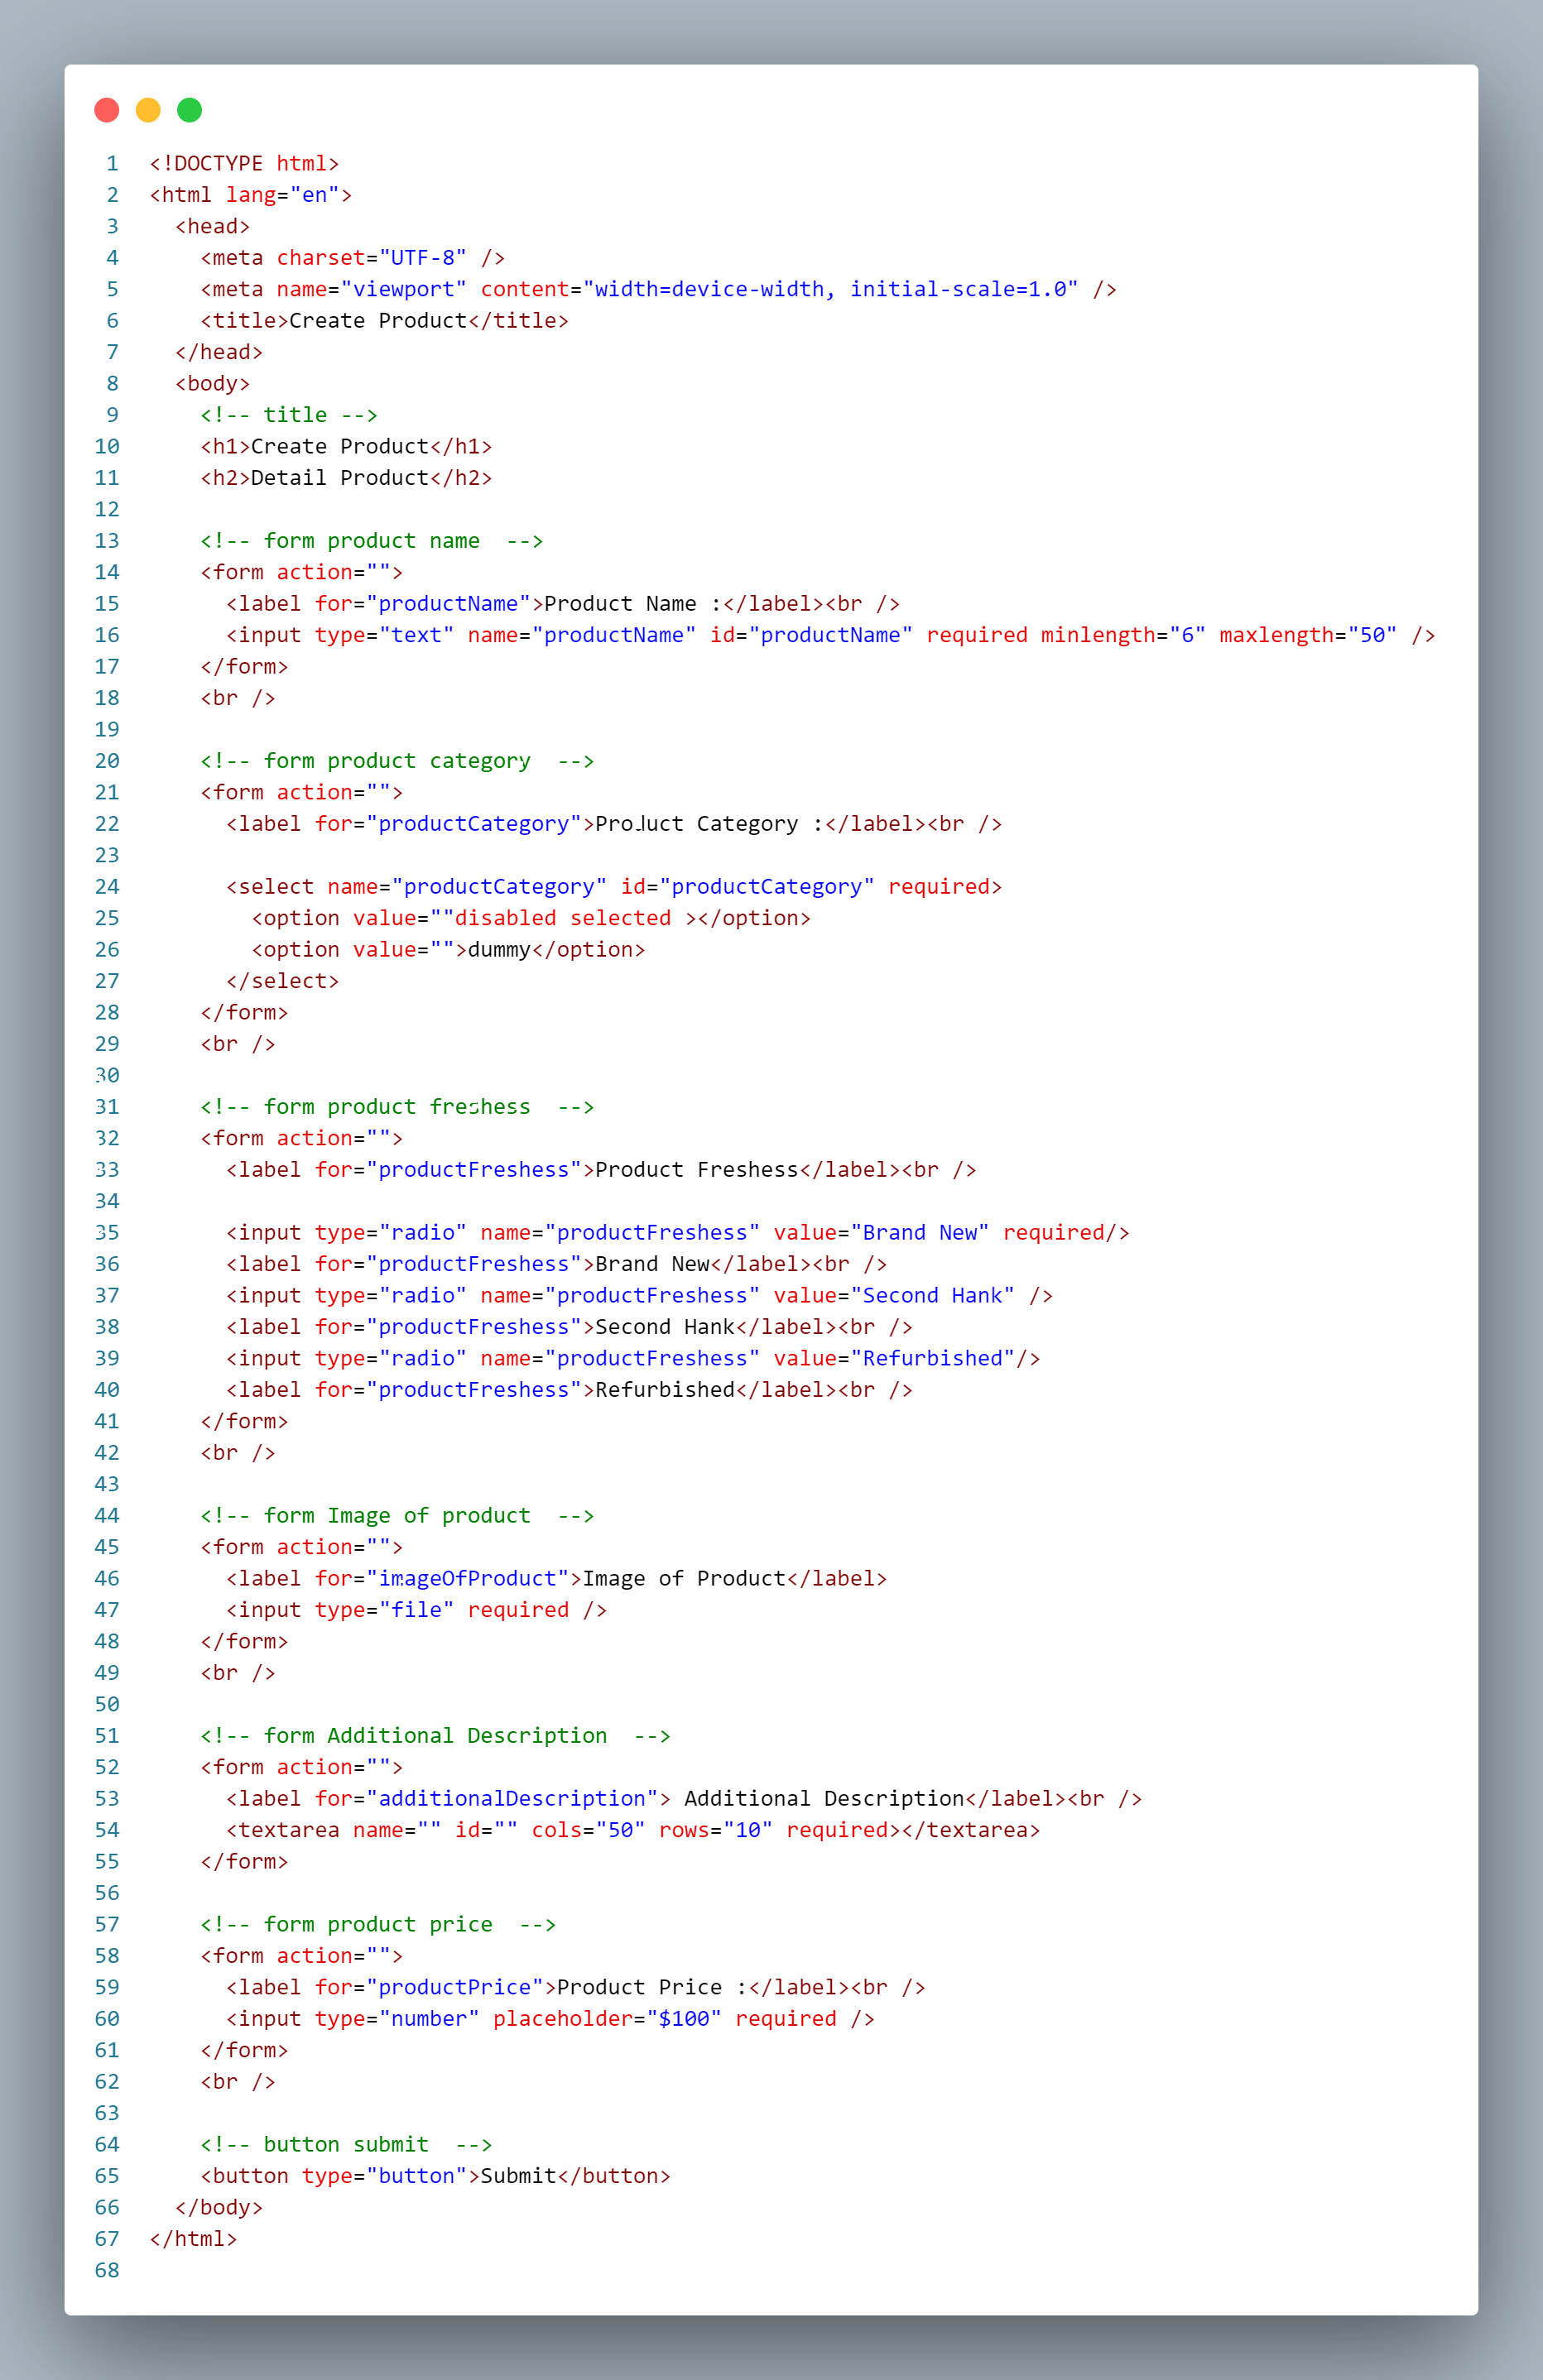 1 <!DOCTYPE html>
2 <html lang="en">
3 <head>
4 <meta charset="UTF-8" />
5 <meta name="viewport" content="width=device-width, initial-scale=1.0" />
6 <title>Create Product</title>
7 </head>
8 <body>
9 <!-- title -->
10 <h1>Create Product</h1>
11 <h2>Detail Product</h2>
12
13 <!-- form product name  -->
14 <form action="">
15 <label for="productName">Product Name :</label><br />
16 <input type="text" name="productName" id="productName" required minlength="6" maxlength="50" />
17 </form>
18 <br />
19
20 <!-- form product category  -->
21 <form action="">
22 <label for="productCategory">Product Category :</label><br />
23
24 <select name="productCategory" id="productCategory" required>
25 <option value=""disabled selected ></option>
26 <option value="">dummy</option>
27 </select>
28 </form>
29 <br />
30
31 <!-- form product freshess  -->
32 <form action="">
33 <label for="productFreshess">Product Freshess</label><br />
34
35 <input type="radio" name="productFreshess" value="Brand New" required/>
36 <label for="productFreshess">Brand New</label><br />
37 <input type="radio" name="productFreshess" value="Second Hank" />
38 <label for="productFreshess">Second Hank</label><br />
39 <input type="radio" name="productFreshess" value="Refurbished"/>
40 <label for="productFreshess">Refurbished</label><br />
41 </form>
42 <br />
43
44 <!-- form Image of product  -->
45 <form action="">
46 <label for="imageOfProduct">Image of Product</label>
47 <input type="file" required />
48 </form>
49 <br />
50
51 <!-- form Additional Description  -->
52 <form action="">
53 <label for="additionalDescription"> Additional Description</label><br />
54 <textarea name="" id="" cols="50" rows="10" required></textarea>
55 </form>
56
57 <!-- form product price  -->
58 <form action="">
59 <label for="productPrice">Product Price :</label><br />
60 <input type="number" placeholder="$100" required />
61 </form>
62 <br />
63
64 <!-- button submit  -->
65 <button type="button">Submit</button>
66 </body>
67 </html>
68